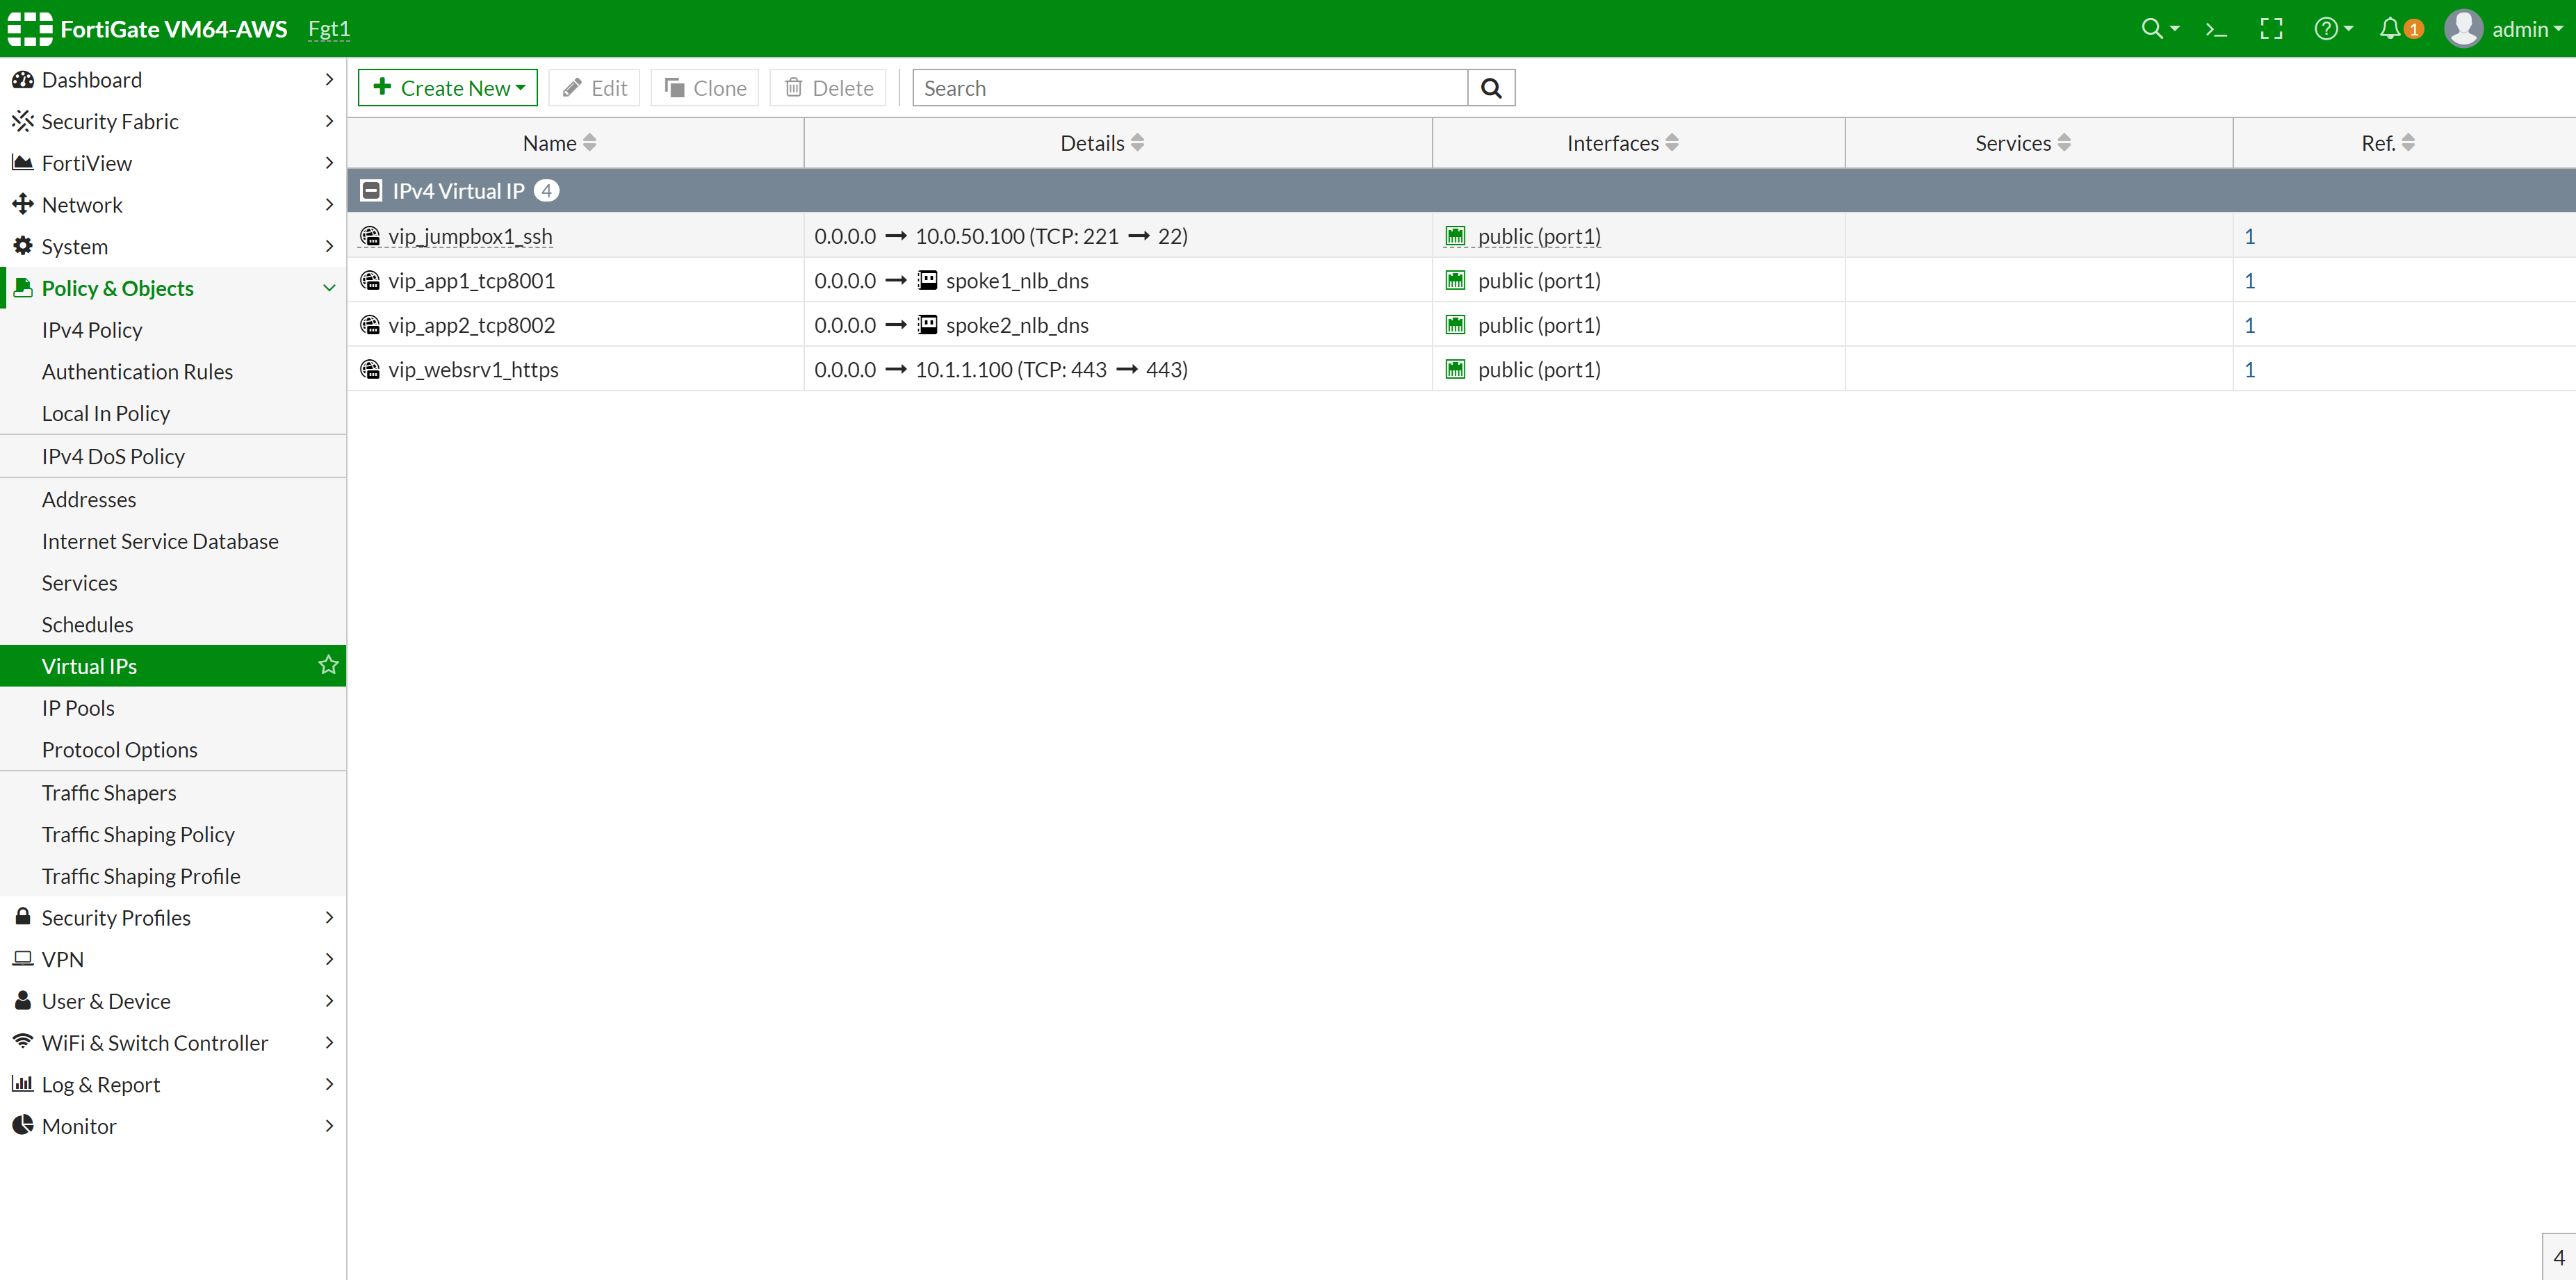 FortiGate VM64-AWS Fgt1 1 admin
Dashboard
Security Fabric
FortiView
Network
System
Policy & Objects
IPv4 Policy
Authentication Rules
Local In Policy
IPv4 DoS Policy
Addresses
Internet Service Database
Services
Schedules
Virtual IPs
IP Pools
Protocol Options
Traffic Shapers
Traffic Shaping Policy
Traffic Shaping Profile
Security Profiles
VPN
User & Device
WiFi & Switch Controller
Log & Report
Monitor
Create New Edit Clone Delete Search
Name Details Interfaces Services Ref.
IPv4 Virtual IP 4
vip_jumpbox1_ssh 0.0.0.0 → 10.0.50.100 (TCP: 221 → 22) public (port1) 1
vip_app1_tcp8001 0.0.0.0 → spoke1_nlb_dns public (port1) 1
vip_app2_tcp8002 0.0.0.0 → spoke2_nlb_dns public (port1) 1
vip_websrv1_https 0.0.0.0 → 10.1.1.100 (TCP: 443 → 443) public (port1) 1
4